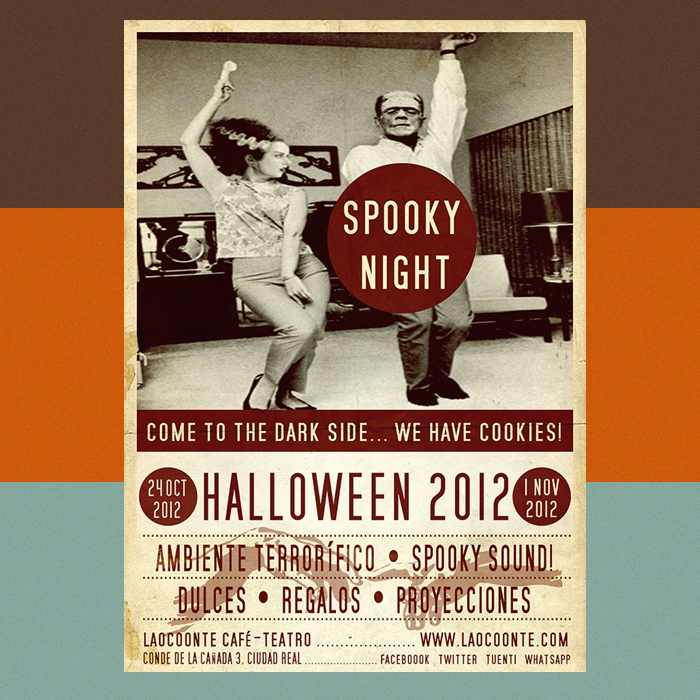 SPOOKY
NIGHT
COME TO THE DARK SIDE... WE HAVE COOKIES!
24 OCT
2012
HALLOWEEN 2012
1 NOV
2012
AMBIENTE TERRORÍFICO • SPOOKY SOUND!
DULCES • REGALOS • PROYECCIONES
LAOCOONTE CAFÉ-TEATRO ..................... WWW.LAOCOONTE.COM
CONDE DE LA CAÑADA 3, CIUDAD REAL ..................... FACEBOOOK TWITTER TUENTI WHATSAPP